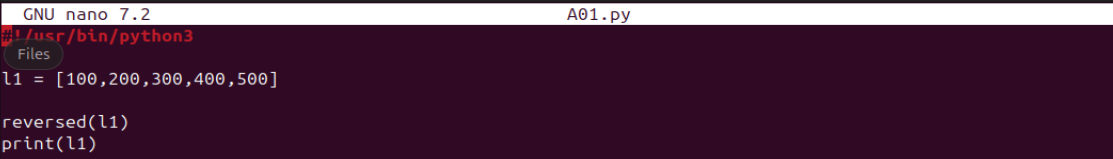 GNU nano 7.2 A01.py
#!/usr/bin/python3
Files
l1 = [100,200,300,400,500]
reversed(l1)
print(l1)